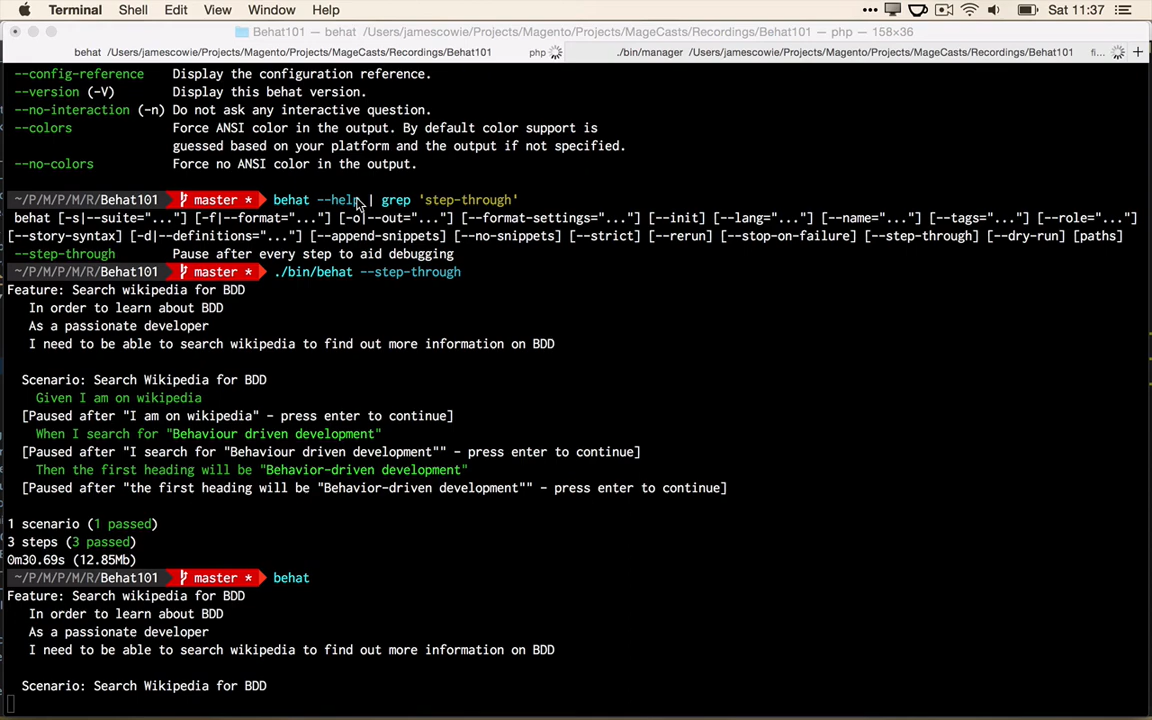 Terminal Shell Edit View Window Help Sat 11:37
Behat101 — behat /Users/jamescowie/Projects/Magento/Projects/MageCasts/Recordings/Behat101 — php — 158×36
behat /Users/jamescowie/Projects/Magento/Projects/MageCasts/Recordings/Behat101 php ./bin/manager /Users/jamescowie/Projects/Magento/Projects/MageCasts/Recordings/Behat101 fi... +
--config-reference Display the configuration reference.
--version (-V) Display this behat version.
--no-interaction (-n) Do not ask any interactive question.
--colors Force ANSI color in the output. By default color support is
guessed based on your platform and the output if not specified.
--no-colors Force no ANSI color in the output.
~/P/M/P/M/R/Behat101 master * behat --help | grep 'step-through'
behat [-s|--suite="..."] [-f|--format="..."] [-o|--out="..."] [--format-settings="..."] [--init] [--lang="..."] [--name="..."] [--tags="..."] [--role="..."]
[--story-syntax] [-d|--definitions="..."] [--append-snippets] [--no-snippets] [--strict] [--rerun] [--stop-on-failure] [--step-through] [--dry-run] [paths]
--step-through Pause after every step to aid debugging
~/P/M/P/M/R/Behat101 master * ./bin/behat --step-through
Feature: Search wikipedia for BDD
In order to learn about BDD
As a passionate developer
I need to be able to search wikipedia to find out more information on BDD
Scenario: Search Wikipedia for BDD
Given I am on wikipedia
[Paused after "I am on wikipedia" - press enter to continue]
When I search for "Behaviour driven development"
[Paused after "I search for "Behaviour driven development"" - press enter to continue]
Then the first heading will be "Behavior-driven development"
[Paused after "the first heading will be "Behavior-driven development"" - press enter to continue]
1 scenario (1 passed)
3 steps (3 passed)
0m30.69s (12.85Mb)
~/P/M/P/M/R/Behat101 master * behat
Feature: Search wikipedia for BDD
In order to learn about BDD
As a passionate developer
I need to be able to search wikipedia to find out more information on BDD
Scenario: Search Wikipedia for BDD